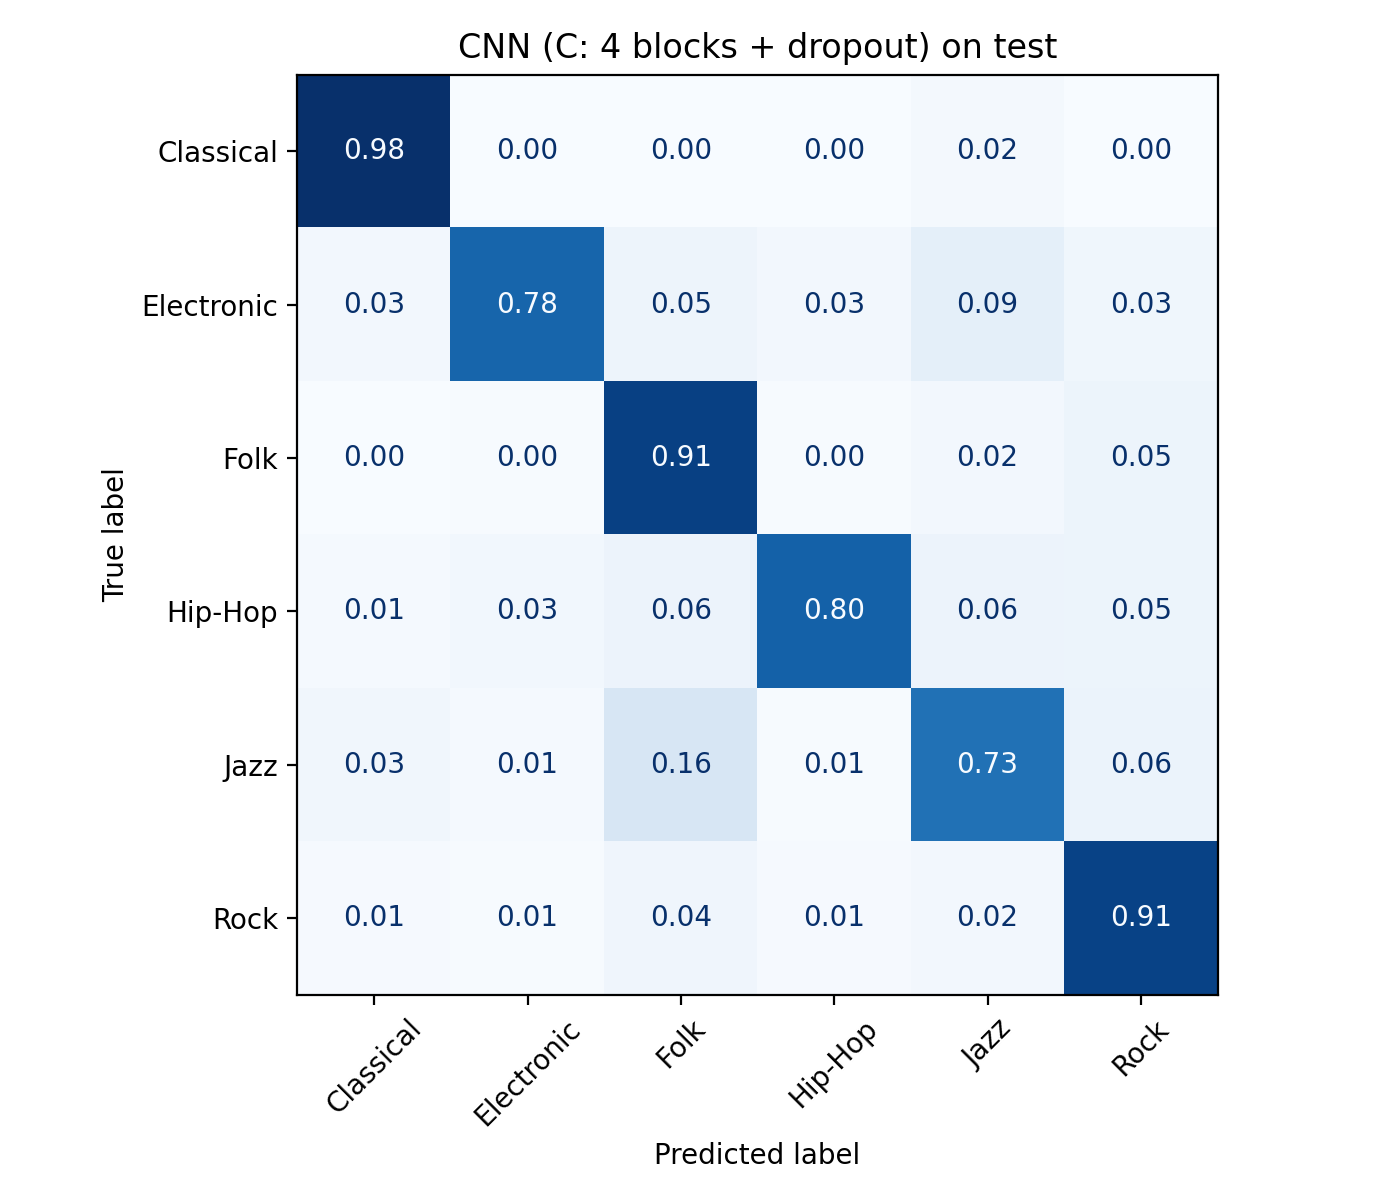 CNN (C: 4 blocks + dropout) on test
Classical 0.98 0.00 0.00 0.00 0.02 0.00
Electronic 0.03 0.78 0.05 0.03 0.09 0.03
Folk 0.00 0.00 0.91 0.00 0.02 0.05
Hip-Hop 0.01 0.03 0.06 0.80 0.06 0.05
Jazz 0.03 0.01 0.16 0.01 0.73 0.06
Rock 0.01 0.01 0.04 0.01 0.02 0.91
True label
Classical Electronic Folk Hip-Hop Jazz Rock
Predicted label